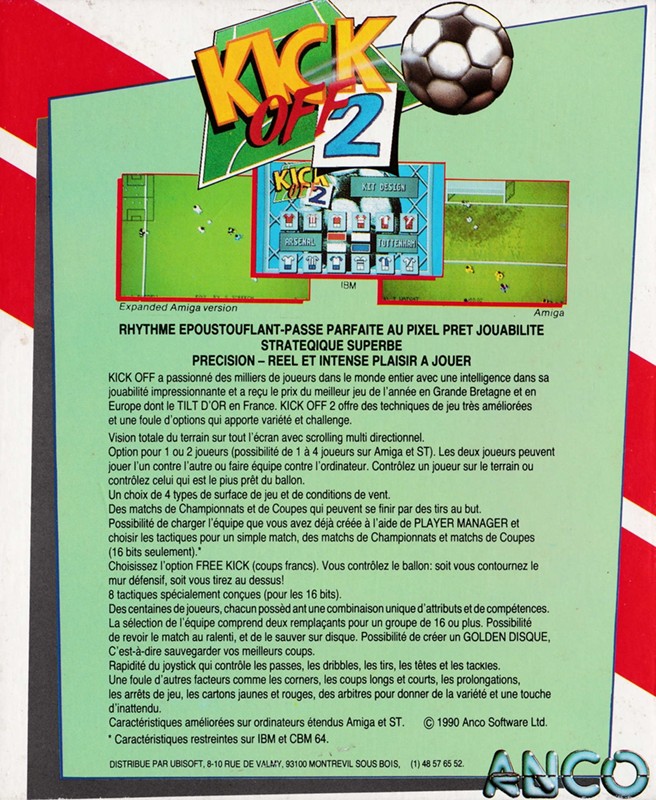 KICK
OFF
2
KICK
OFF
2
KIT DESIGN
ARSENAL
TOTTENHAM
IBM
Expanded Amiga version
Amiga
RHYTHME EPOUSTOUFLANT-PASSE PARFAITE AU PIXEL PRET JOUABILITE
STRATEQIQUE SUPERBE
PRECISION – REEL ET INTENSE PLAISIR A JOUER
KICK OFF a passionné des milliers de joueurs dans le monde entier avec une intelligence dans sa
jouabilité impressionnante et a reçu le prix du meilleur jeu de l'année en Grande Bretagne et en
Europe dont le TILT D'OR en France. KICK OFF 2 offre des techniques de jeu très améliorées
et une foule d'options qui apporte variété et challenge.
Vision totale du terrain sur tout l'écran avec scrolling multi directionnel.
Option pour 1 ou 2 joueurs (possibilité de 1 à 4 joueurs sur Amiga et ST). Les deux joueurs peuvent
jouer l'un contre l'autre ou faire équipe contre l'ordinateur. Contrôlez un joueur sur le terrain ou
contrôlez celui qui est le plus prêt du ballon.
Un choix de 4 types de surface de jeu et de conditions de vent.
Des matchs de Championnats et de Coupes qui peuvent se finir par des tirs au but.
Possibilité de charger l'équipe que vous avez déjà créée à l'aide de PLAYER MANAGER et
choisir les tactiques pour un simple match, des matchs de Championnats et matchs de Coupes
(16 bits seulement).*
Choisissez l'option FREE KICK (coups francs). Vous contrôlez le ballon: soit vous contournez le
mur défensif, soit vous tirez au dessus!
8 tactiques spécialement conçues (pour les 16 bits).
Des centaines de joueurs, chacun possèd ant une combinaison unique d'attributs et de compétences.
La sélection de l'équipe comprend deux remplaçants pour un groupe de 16 ou plus. Possibilité
de revoir le match au ralenti, et de le sauver sur disque. Possibilité de créer un GOLDEN DISQUE,
C'est-à-dire sauvegarder vos meilleurs coups.
Rapidité du joystick qui contrôle les passes, les dribbles, les tirs, les têtes et les tackles.
Une foule d'autres facteurs comme les corners, les coups longs et courts, les prolongations,
les arrêts de jeu, les cartons jaunes et rouges, des arbitres pour donner de la variété et une touche
d'inattendu.
Caractéristiques améliorées sur ordinateurs étendus Amiga et ST. © 1990 Anco Software Ltd.
* Caractéristiques restreintes sur IBM et CBM 64.
DISTRIBUE PAR UBISOFT, 8-10 RUE DE VALMY, 93100 MONTREVIL SOUS BOIS, (1) 48 57 65 52.
ANCO